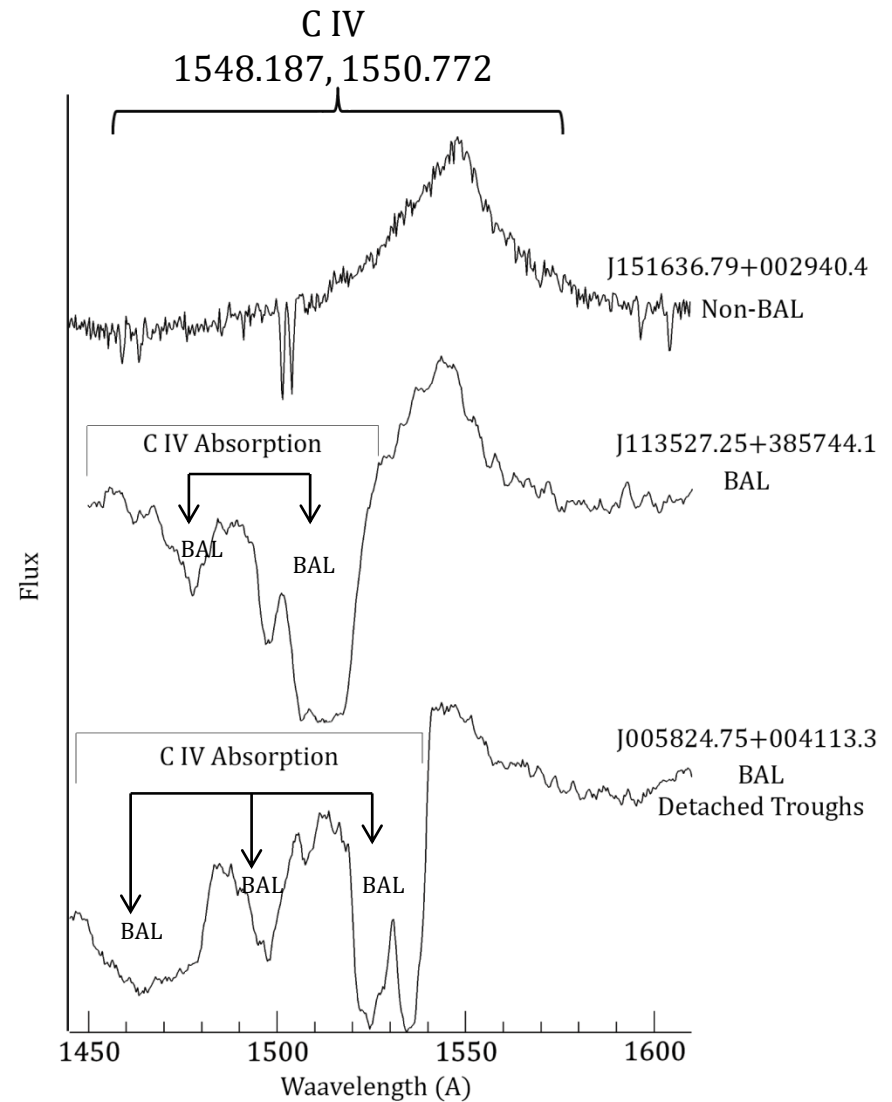 C IV
1548.187, 1550.772
J151636.79+002940.4
Non-BAL
C IV Absorption
J113527.25+385744.1
BAL
BAL
BAL
Flux
J005824.75+004113.3
C IV Absorption
BAL
Detached Troughs
BAL
BAL
BAL
1450
1500
1550
1600
Waavelength (A)